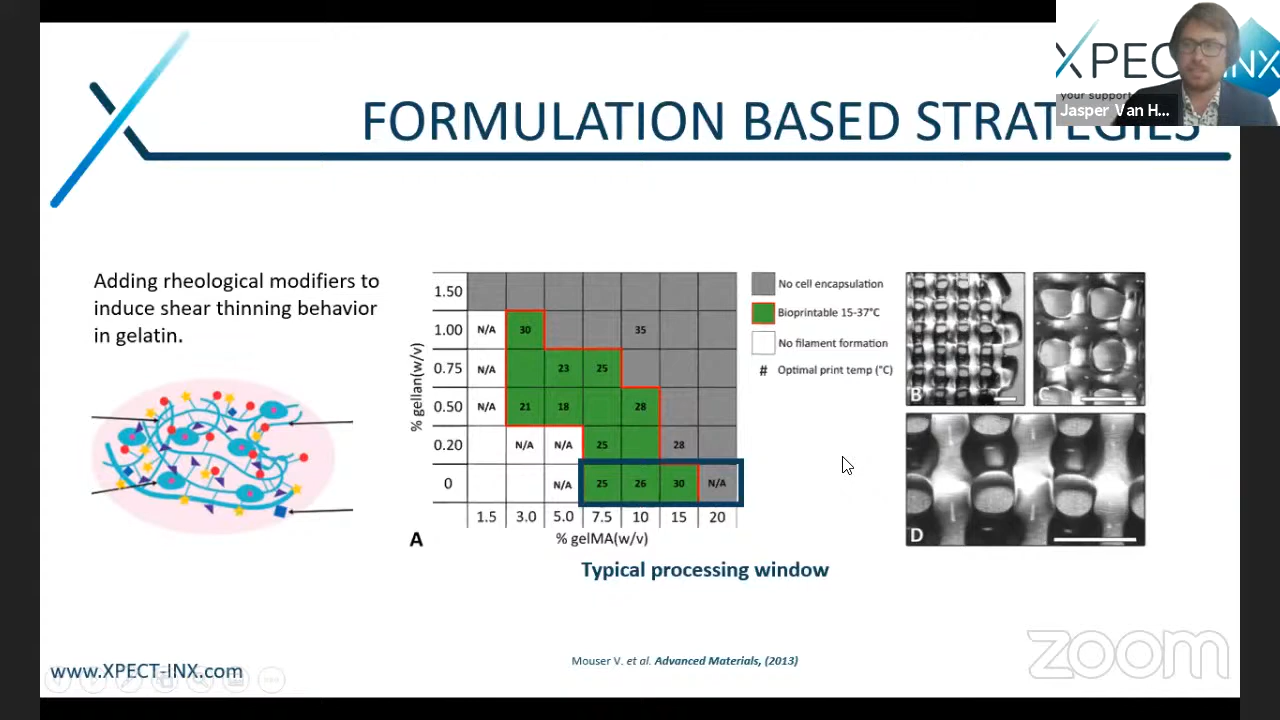 XPECT-INX
your support
Jasper Van H...
FORMULATION BASED STRATEGIES
Adding rheological modifiers to
induce shear thinning behavior
in gelatin.
% gellan(w/v)
1.50
1.00 N/A 30 35
0.75 N/A 23 25
0.50 N/A 21 18 28
0.20 N/A N/A 25 28
0 N/A 25 26 30 N/A
1.5 3.0 5.0 7.5 10 15 20
A
% gelMA(w/v)
Typical processing window
No cell encapsulation
Bioprintable 15-37°C
No filament formation
# Optimal print temp (°C)
B
C
D
Mouser V. et al. Advanced Materials, (2013)
www.XPECT-INX.com
zoom